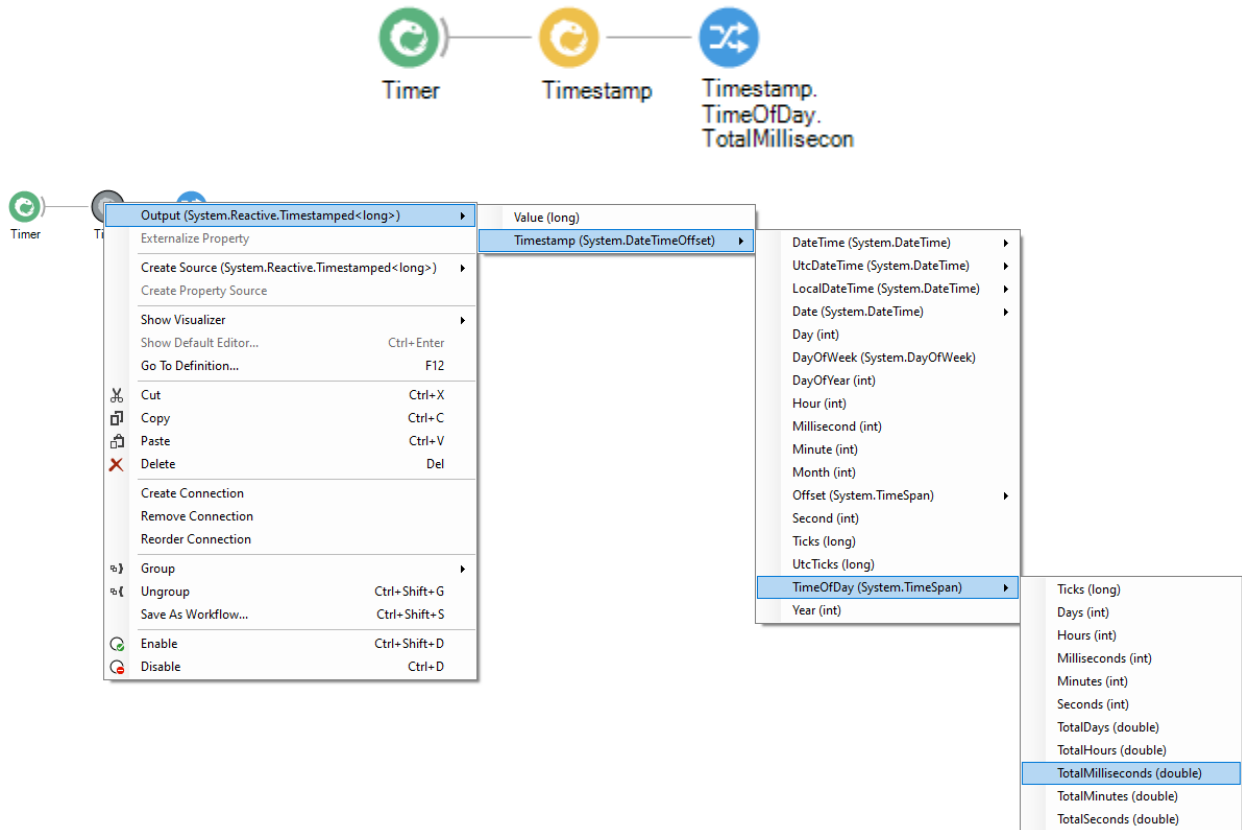 Timer
Timestamp
Timestamp.
TimeOfDay.
TotalMillisecon
Timer
Ti
Output (System.Reactive.Timestamped<long>)
Externalize Property
Create Source (System.Reactive.Timestamped<long>)
Create Property Source
Show Visualizer
Show Default Editor... Ctrl+Enter
Go To Definition... F12
Cut Ctrl+X
Copy Ctrl+C
Paste Ctrl+V
Delete Del
Create Connection
Remove Connection
Reorder Connection
Group
Ungroup Ctrl+Shift+G
Save As Workflow... Ctrl+Shift+S
Enable Ctrl+Shift+D
Disable Ctrl+D
Value (long)
Timestamp (System.DateTimeOffset)
DateTime (System.DateTime)
UtcDateTime (System.DateTime)
LocalDateTime (System.DateTime)
Date (System.DateTime)
Day (int)
DayOfWeek (System.DayOfWeek)
DayOfYear (int)
Hour (int)
Millisecond (int)
Minute (int)
Month (int)
Offset (System.TimeSpan)
Second (int)
Ticks (long)
UtcTicks (long)
TimeOfDay (System.TimeSpan)
Year (int)
Ticks (long)
Days (int)
Hours (int)
Milliseconds (int)
Minutes (int)
Seconds (int)
TotalDays (double)
TotalHours (double)
TotalMilliseconds (double)
TotalMinutes (double)
TotalSeconds (double)